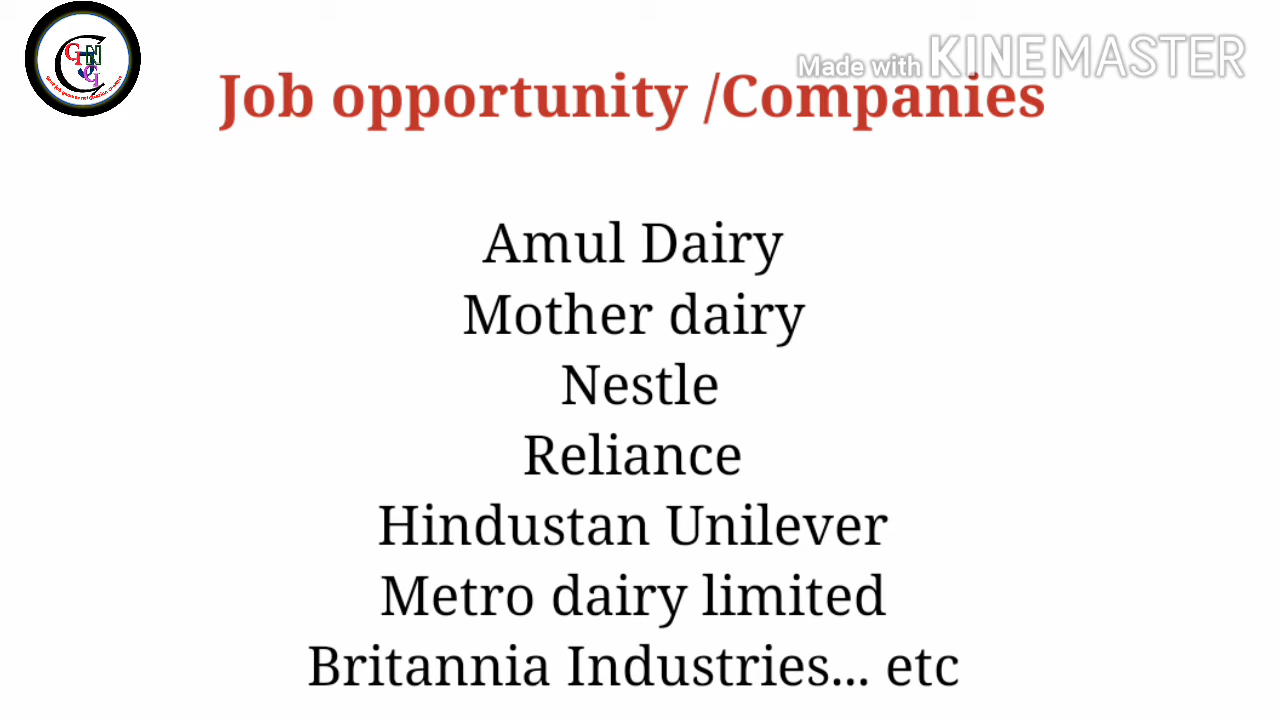 Made with KINEMASTER
Job opportunity /Companies
Amul Dairy
Mother dairy
Nestle
Reliance
Hindustan Unilever
Metro dairy limited
Britannia Industries... etc